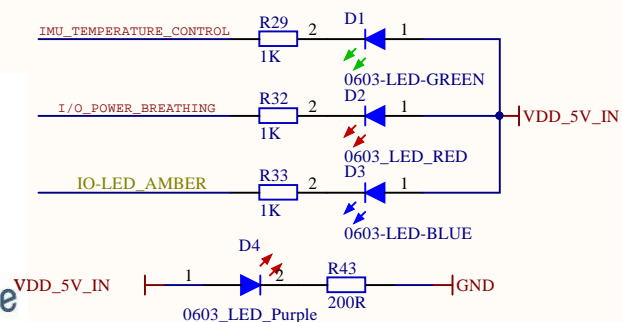 IMU_TEMPERATURE_CONTROL R29 2 D1 1
1K
0603-LED-GREEN
I/O_POWER_BREATHING R32 2 D2 1 VDD_5V_IN
1K
0603_LED_RED
IO-LED_AMBER R33 2 D3 1
1K
0603-LED-BLUE
D4
VDD_5V_IN 1 2 R43 GND
200R
0603_LED_Purple
e